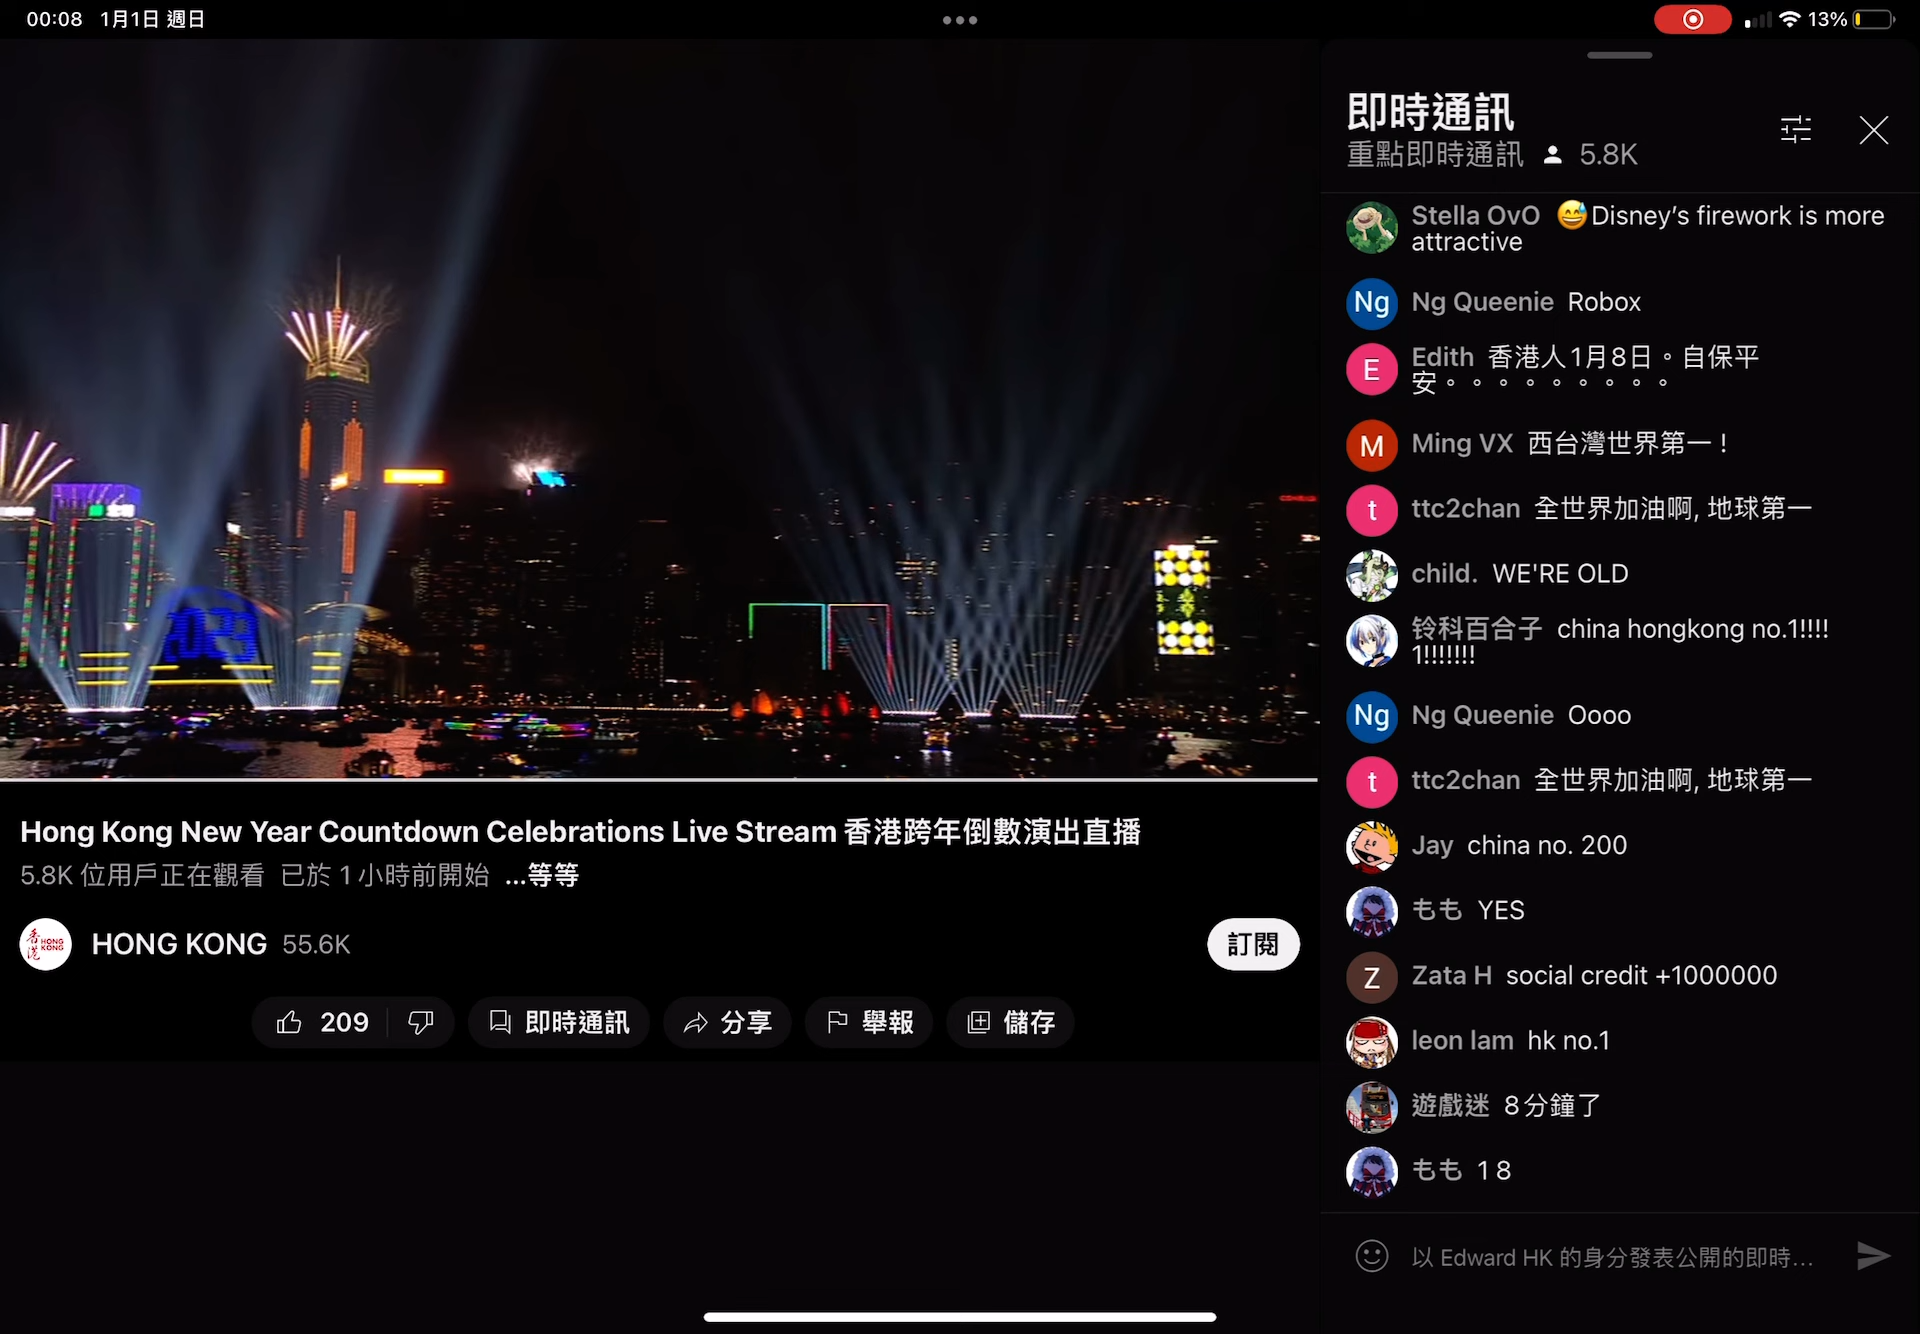 00:08 1月1日 週日
13%
2023
Hong Kong New Year Countdown Celebrations Live Stream 香港跨年倒數演出直播
5.8K 位用戶正在觀看 已於 1 小時前開始 ...等等
香港 HONG KONG
HONG KONG 55.6K
訂閱
209
即時通訊
分享
舉報
儲存
即時通訊
重點即時通訊 5.8K
Stella OvO 😅Disney’s firework is more
attractive
Ng
Ng Queenie Robox
E
Edith 香港人1月8日。自保平
安。。。。。。。。。
M
Ming VX 西台灣世界第一！
t
ttc2chan 全世界加油啊, 地球第一
child. WE'RE OLD
铃科百合子 china hongkong no.1!!!!
1!!!!!!!
Ng
Ng Queenie Oooo
t
ttc2chan 全世界加油啊, 地球第一
Jay china no. 200
もも YES
Z
Zata H social credit +1000000
leon lam hk no.1
遊戲迷 8分鐘了
もも 1 8
以 Edward HK 的身分發表公開的即時...